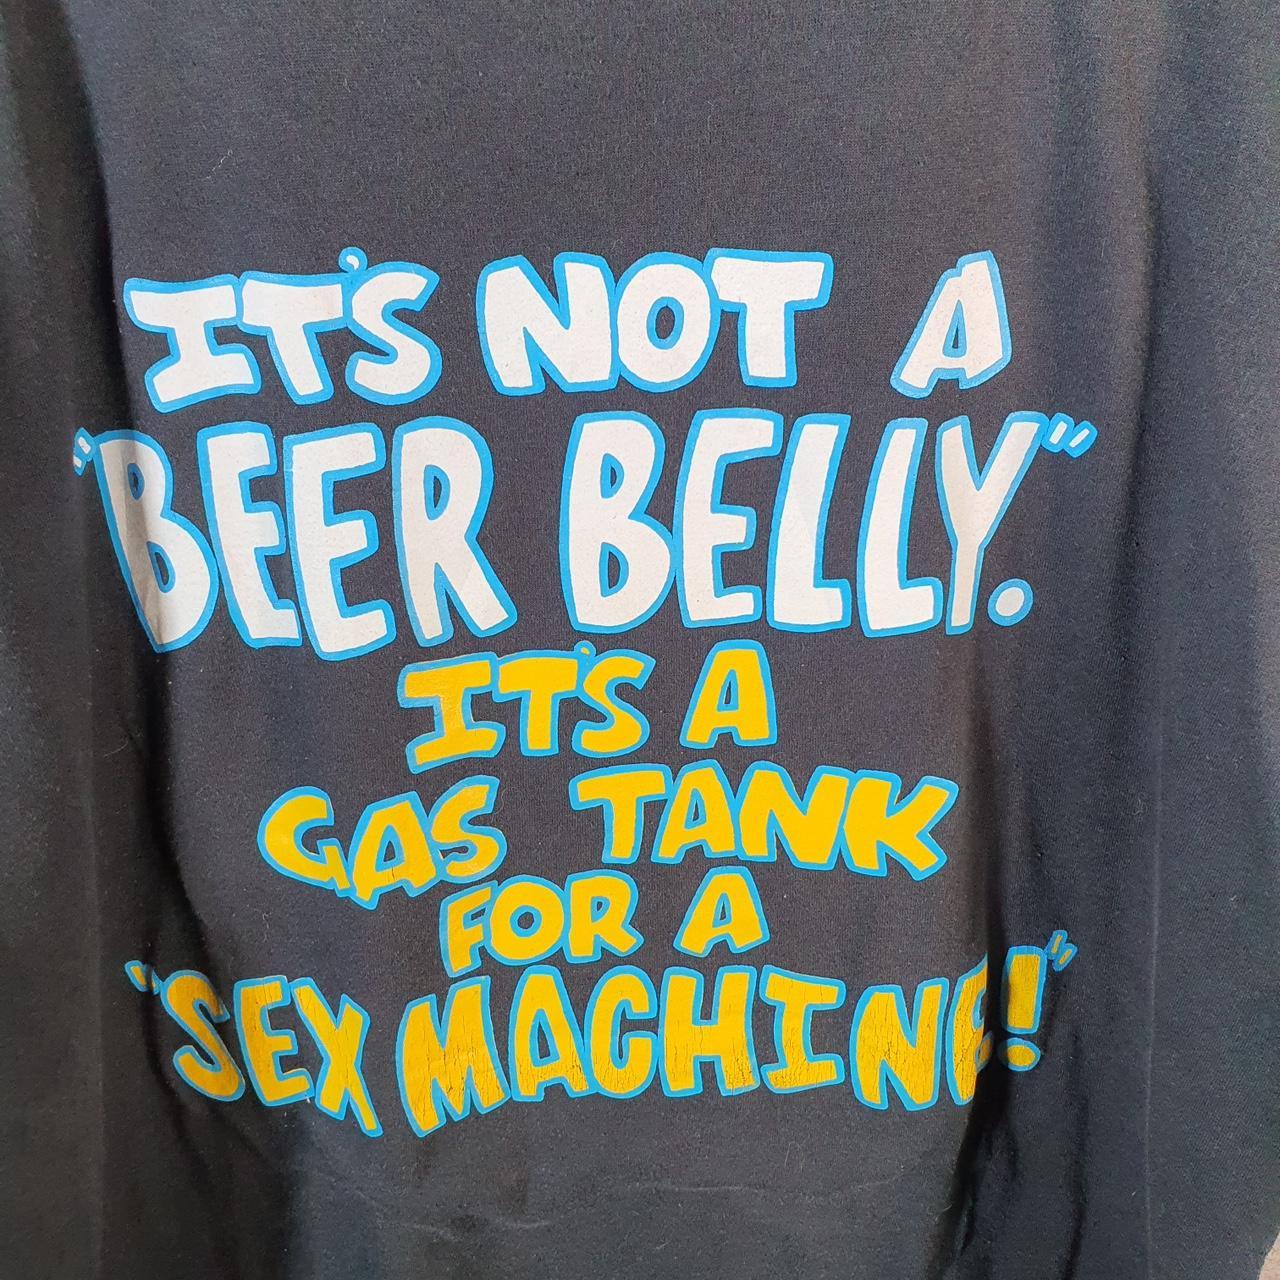 IT'S NOT A
"BEER BELLY."
IT'S A
GAS TANK
FOR A
"SEX MACHINE!"